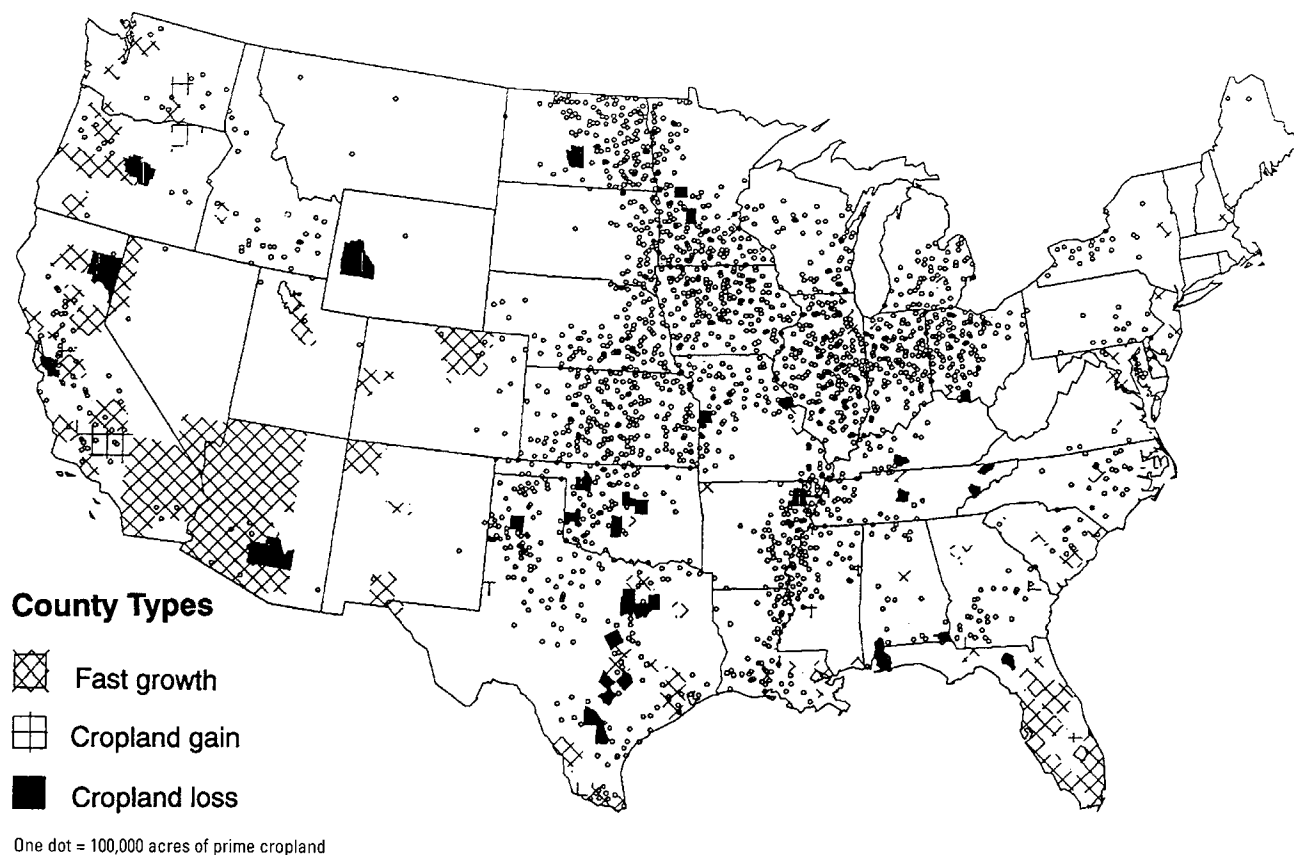 County Types
Fast growth
Cropland gain
Cropland loss
One dot = 100,000 acres of prime cropland